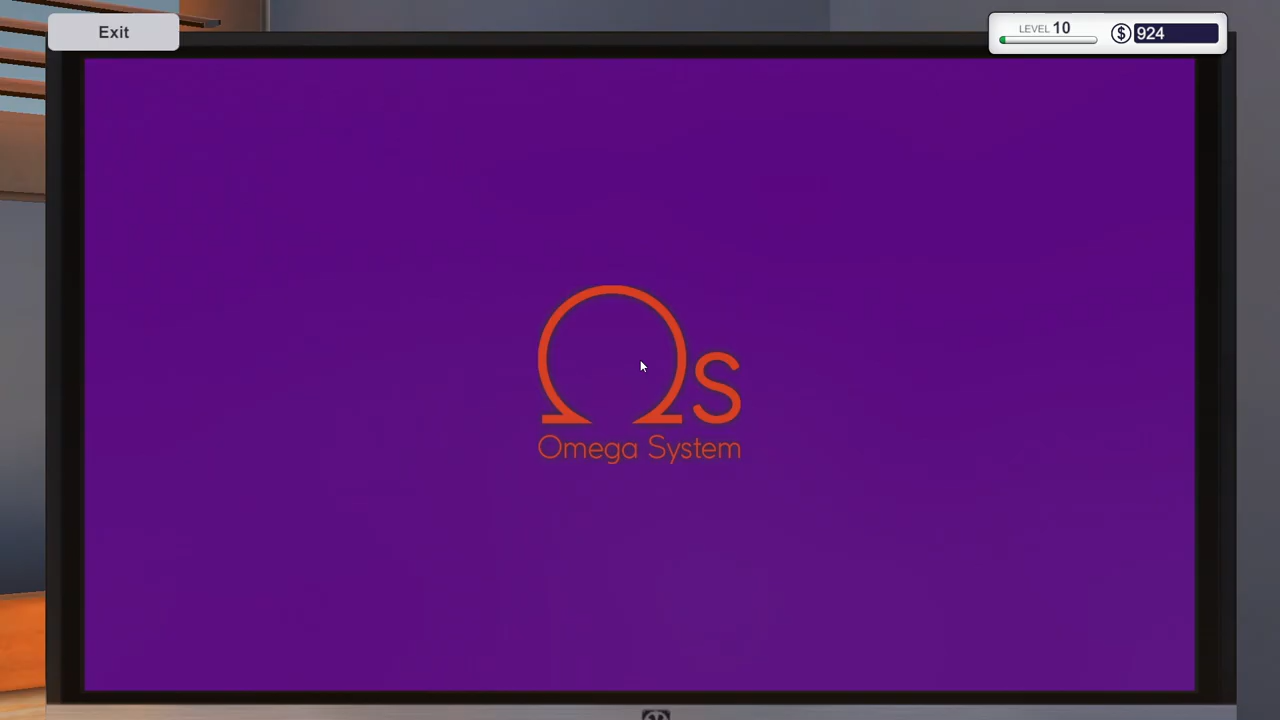 Exit
LEVEL 10
$ 924
Ωs
Omega System